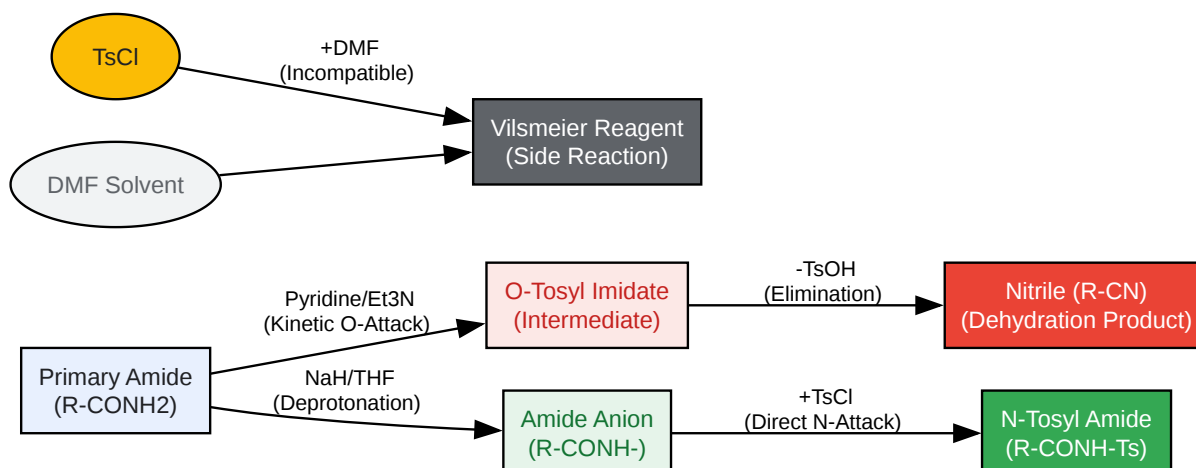 TsCl
+DMF
(Incompatible)
Vilsmeier Reagent
(Side Reaction)
DMF Solvent
Primary Amide
(R-CONH2)
Pyridine/Et3N
(Kinetic O-Attack)
O-Tosyl Imidate
(Intermediate)
-TsOH
(Elimination)
Nitrile (R-CN)
(Dehydration Product)
NaH/THF
(Deprotonation)
Amide Anion
(R-CONH-)
+TsCl
(Direct N-Attack)
N-Tosyl Amide
(R-CONH-Ts)